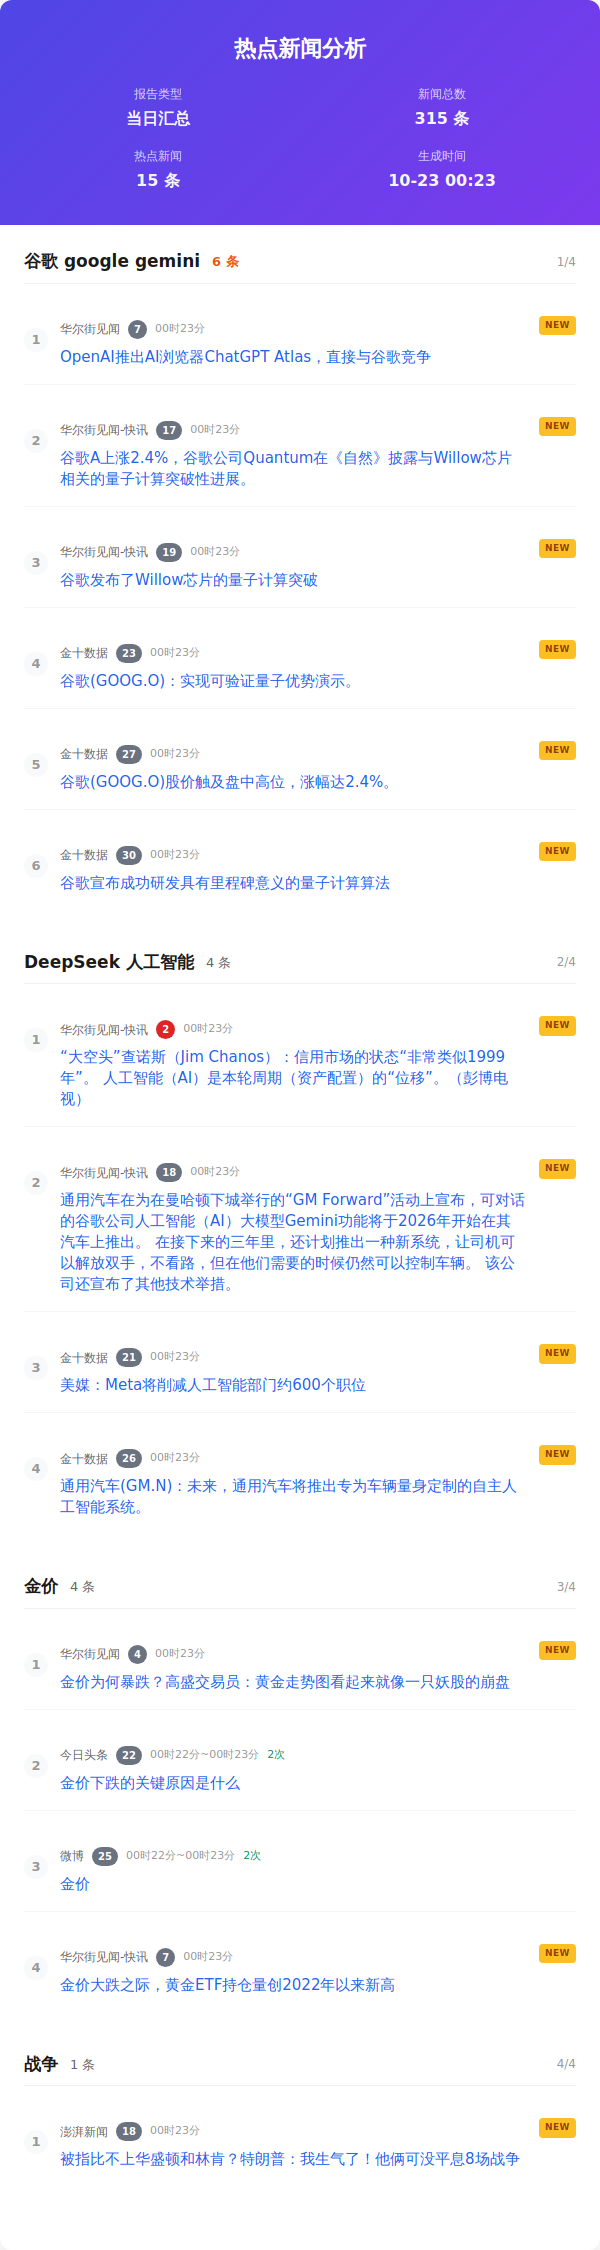 热点新闻分析
报告类型
新闻总数
当日汇总
315 条
热点新闻
生成时间
15 条
10-23 00:23
谷歌 google gemini 6 条 1/4
1 华尔街见闻 7 00时23分 NEW
OpenAI推出AI浏览器ChatGPT Atlas，直接与谷歌竞争
2 华尔街见闻-快讯 17 00时23分 NEW
谷歌A上涨2.4%，谷歌公司Quantum在《自然》披露与Willow芯片
相关的量子计算突破性进展。
3 华尔街见闻-快讯 19 00时23分 NEW
谷歌发布了Willow芯片的量子计算突破
4 金十数据 23 00时23分 NEW
谷歌(GOOG.O)：实现可验证量子优势演示。
5 金十数据 27 00时23分 NEW
谷歌(GOOG.O)股价触及盘中高位，涨幅达2.4%。
6 金十数据 30 00时23分 NEW
谷歌宣布成功研发具有里程碑意义的量子计算算法
DeepSeek 人工智能 4 条 2/4
1 华尔街见闻-快讯 2 00时23分 NEW
“大空头”查诺斯（Jim Chanos）：信用市场的状态“非常类似1999
年”。 人工智能（AI）是本轮周期（资产配置）的“位移”。（彭博电
视）
2 华尔街见闻-快讯 18 00时23分 NEW
通用汽车在为在曼哈顿下城举行的“GM Forward”活动上宣布，可对话
的谷歌公司人工智能（AI）大模型Gemini功能将于2026年开始在其
汽车上推出。 在接下来的三年里，还计划推出一种新系统，让司机可
以解放双手，不看路，但在他们需要的时候仍然可以控制车辆。 该公
司还宣布了其他技术举措。
3 金十数据 21 00时23分 NEW
美媒：Meta将削减人工智能部门约600个职位
4 金十数据 26 00时23分 NEW
通用汽车(GM.N)：未来，通用汽车将推出专为车辆量身定制的自主人
工智能系统。
金价 4 条 3/4
1 华尔街见闻 4 00时23分 NEW
金价为何暴跌？高盛交易员：黄金走势图看起来就像一只妖股的崩盘
2 今日头条 22 00时22分~00时23分 2次
金价下跌的关键原因是什么
3 微博 25 00时22分~00时23分 2次
金价
4 华尔街见闻-快讯 7 00时23分 NEW
金价大跌之际，黄金ETF持仓量创2022年以来新高
战争 1 条 4/4
1 澎湃新闻 18 00时23分 NEW
被指比不上华盛顿和林肯？特朗普：我生气了！他俩可没平息8场战争